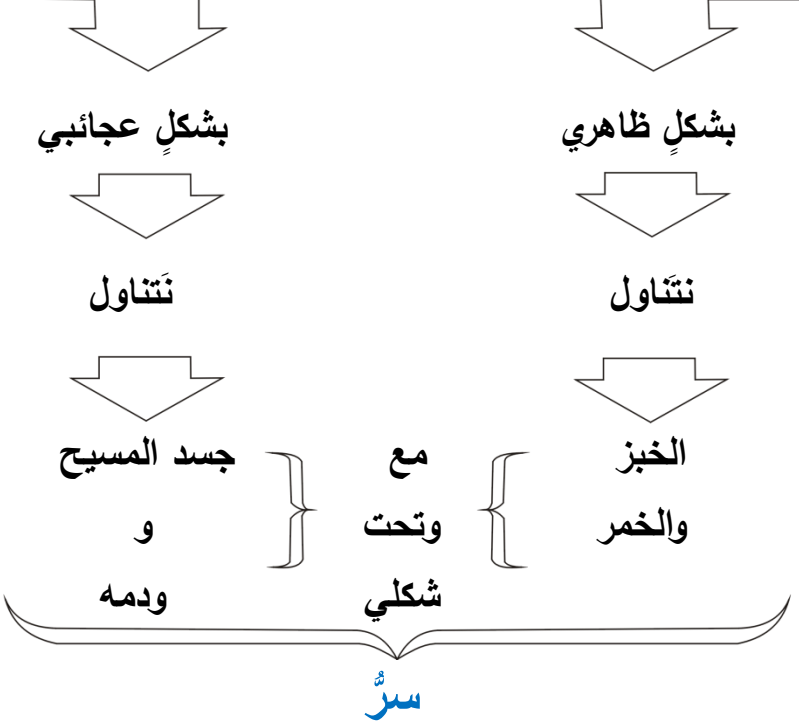 بشكلٍ ظاهري بشكلٍ عجائبي
نتَناول نَتناول
الخبز مع جسد المسيح
والخمر وتحت و
شكلي ودمه
سرُّ